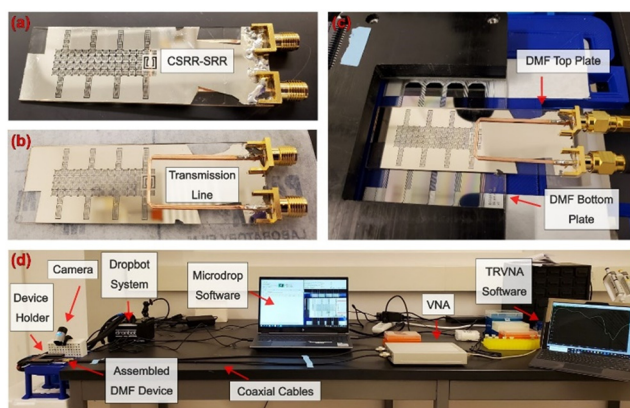 (a)
CSRR-SRR
(b)
Transmission
Line
(c)
DMF Top Plate
DMF Bottom
Plate
(d)
Camera
Dropbot
System
Device
Holder
Microdrop
Software
VNA
TRVNA
Software
Assembled
DMF Device
Coaxial Cables